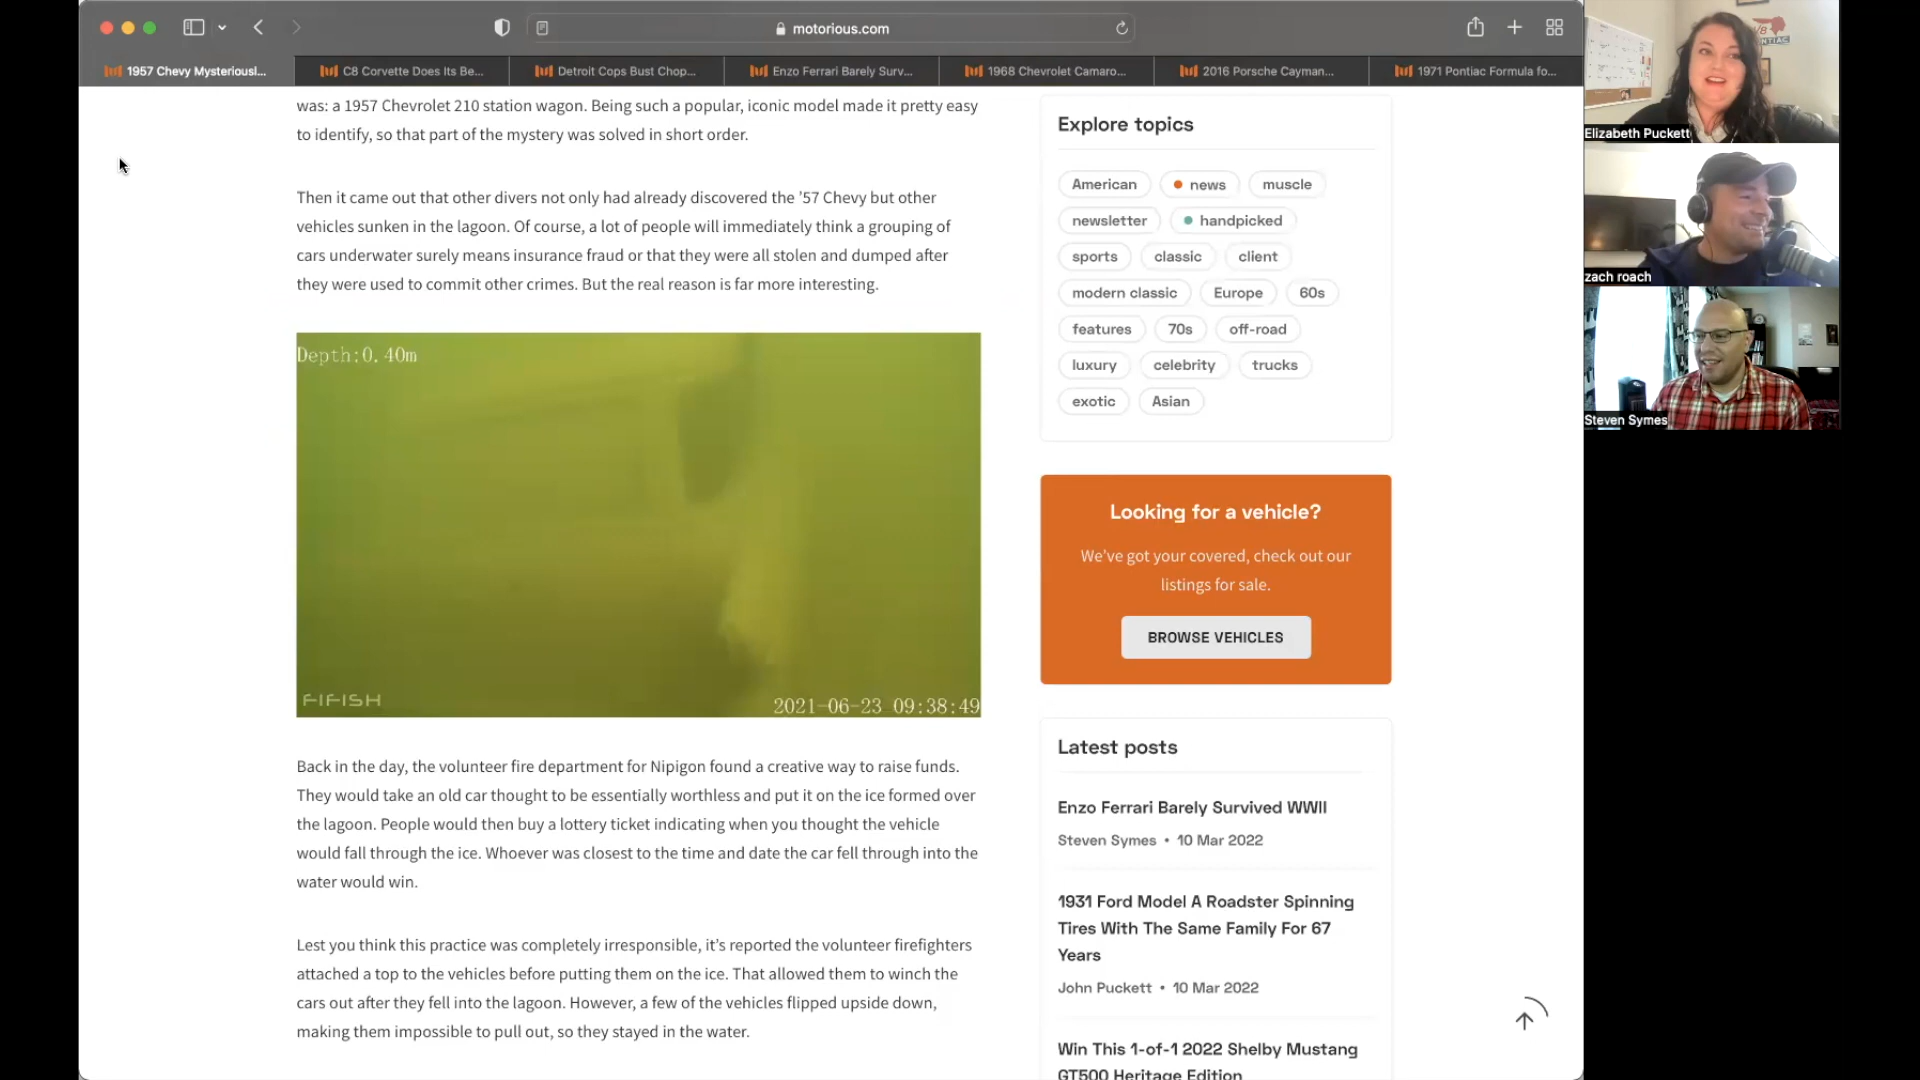 motorious.com
1957 Chevy Mysteriousl...
C8 Corvette Does Its Be...
Detroit Cops Bust Chop...
Enzo Ferrari Barely Surv...
1968 Chevrolet Camaro...
2016 Porsche Cayman...
1971 Pontiac Formula fo...
was: a 1957 Chevrolet 210 station wagon. Being such a popular, iconic model made it pretty easy
to identify, so that part of the mystery was solved in short order.
Then it came out that other divers not only had already discovered the ’57 Chevy but other
vehicles sunken in the lagoon. Of course, a lot of people will immediately think a grouping of
cars underwater surely means insurance fraud or that they were all stolen and dumped after
they were used to commit other crimes. But the real reason is far more interesting.
Depth:0.40m
FIFISH
2021-06-23 09:38:49
Back in the day, the volunteer fire department for Nipigon found a creative way to raise funds.
They would take an old car thought to be essentially worthless and put it on the ice formed over
the lagoon. People would then buy a lottery ticket indicating when you thought the vehicle
would fall through the ice. Whoever was closest to the time and date the car fell through into the
water would win.
Lest you think this practice was completely irresponsible, it’s reported the volunteer firefighters
attached a top to the vehicles before putting them on the ice. That allowed them to winch the
cars out after they fell into the lagoon. However, a few of the vehicles flipped upside down,
making them impossible to pull out, so they stayed in the water.
Explore topics
American
news
muscle
newsletter
handpicked
sports
classic
client
modern classic
Europe
60s
features
70s
off-road
luxury
celebrity
trucks
exotic
Asian
Looking for a vehicle?
We've got your covered, check out our
listings for sale.
BROWSE VEHICLES
Latest posts
Enzo Ferrari Barely Survived WWII
Steven Symes • 10 Mar 2022
1931 Ford Model A Roadster Spinning
Tires With The Same Family For 67
Years
John Puckett • 10 Mar 2022
Win This 1-of-1 2022 Shelby Mustang
GT500 Heritage Edition
Elizabeth Puckett
zach roach
Steven Symes